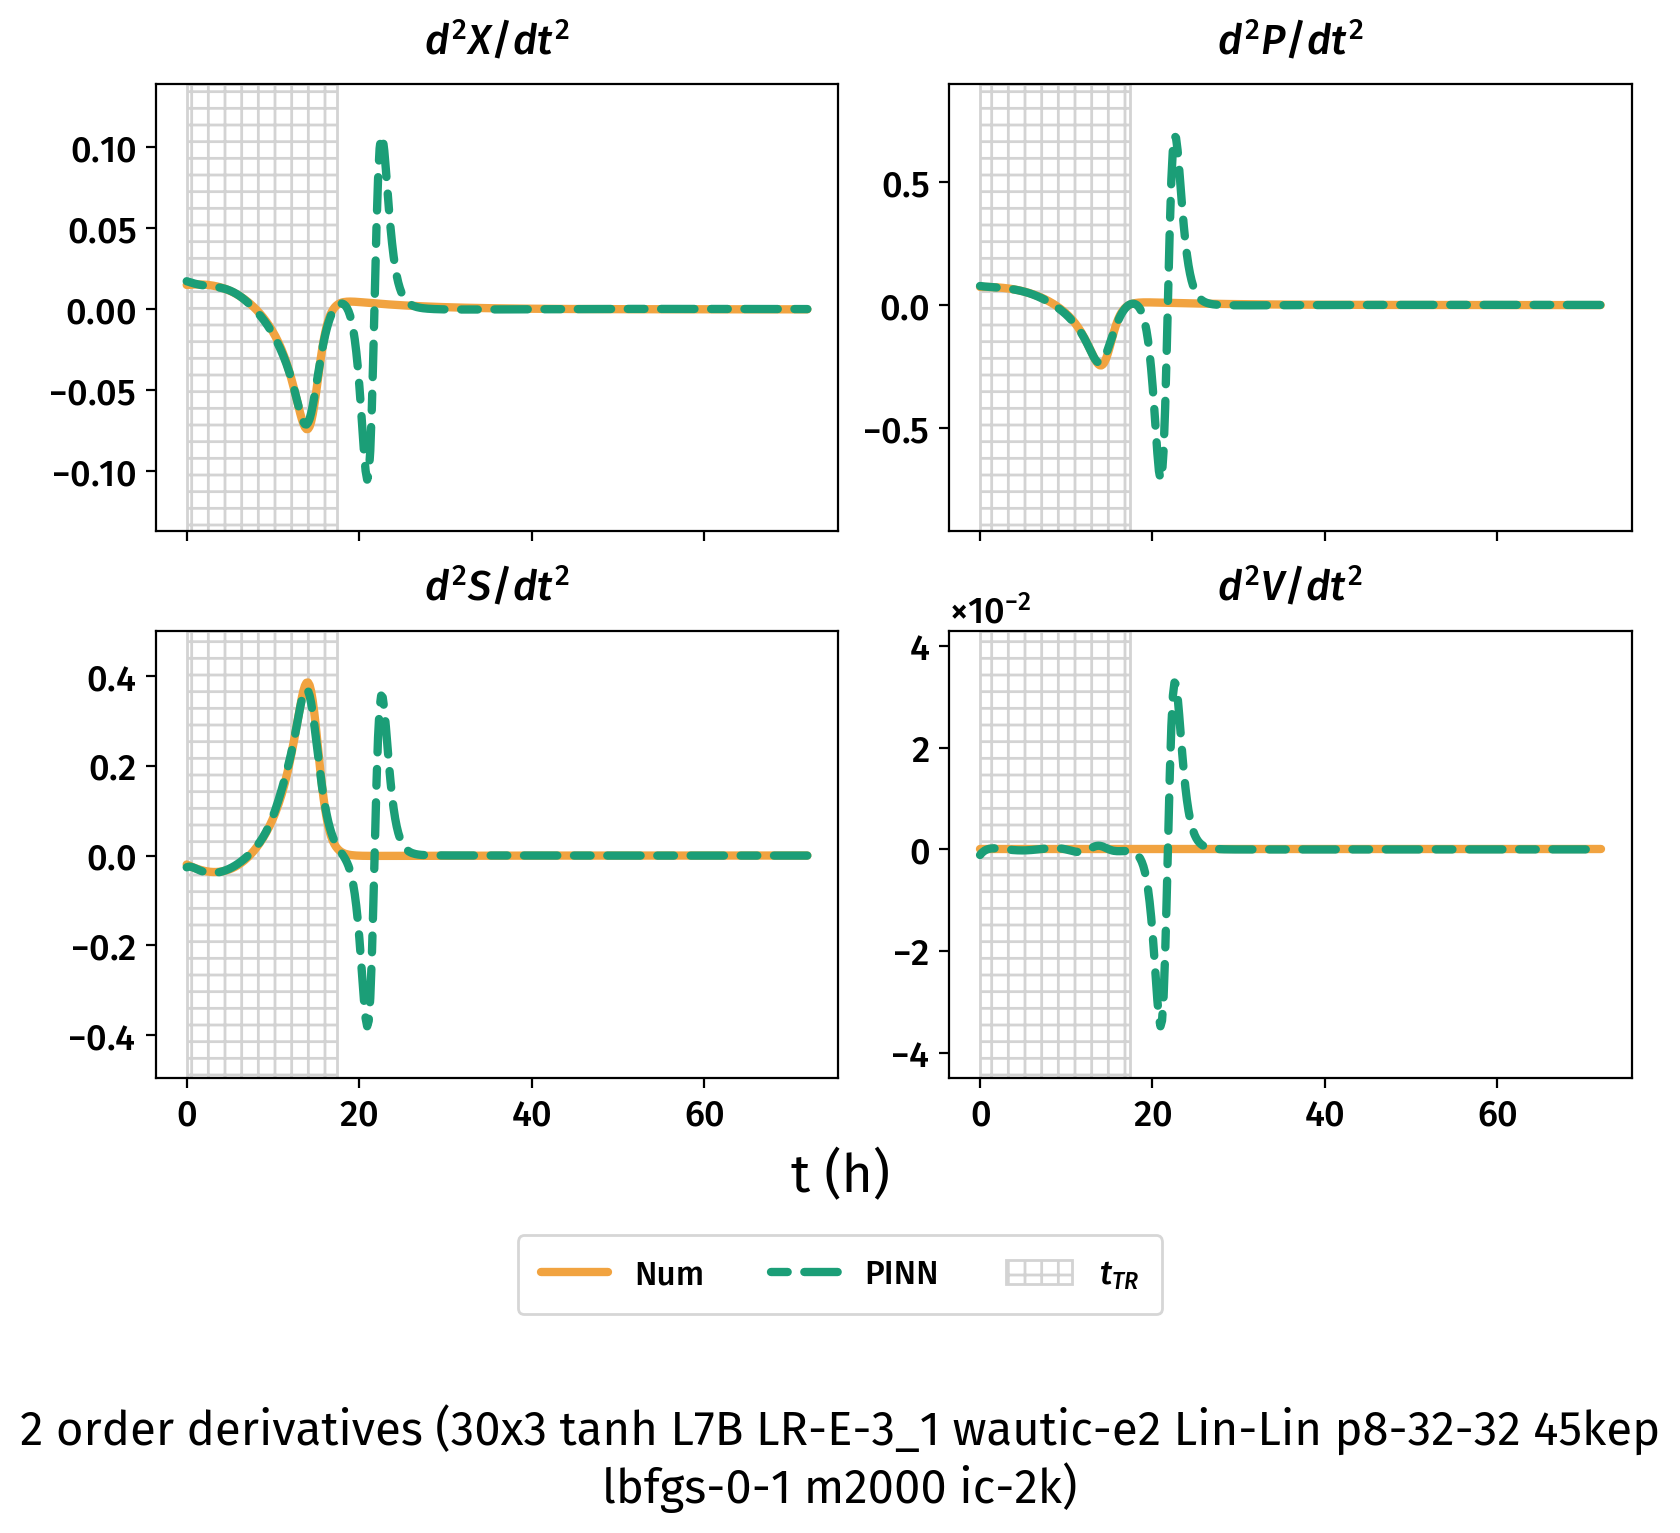 d²X/dt²
d²P/dt²
0.10
0.05
0.00
−0.05
−0.10
0.5
0.0
−0.5
d²S/dt²
d²V/dt²
×10⁻²
0.4
0.2
0.0
−0.2
−0.4
4
2
0
−2
−4
0 20 40 60
0 20 40 60
t (h)
Num PINN t_TR
2 order derivatives (30x3 tanh L7B LR-E-3_1 wautic-e2 Lin-Lin p8-32-32 45kep
lbfgs-0-1 m2000 ic-2k)